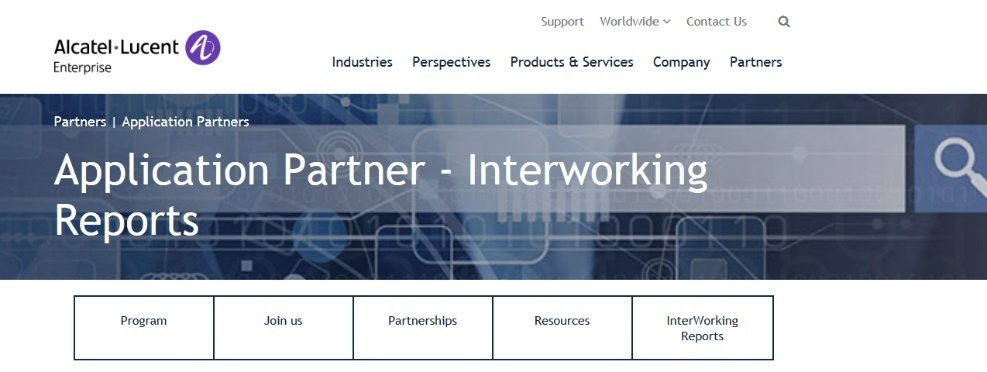 Support Worldwide Contact Us
Alcatel·Lucent
Enterprise
Industries Perspectives Products & Services Company Partners
Partners | Application Partners
Application Partner - Interworking
Reports
Program Join us Partnerships Resources InterWorking
Reports